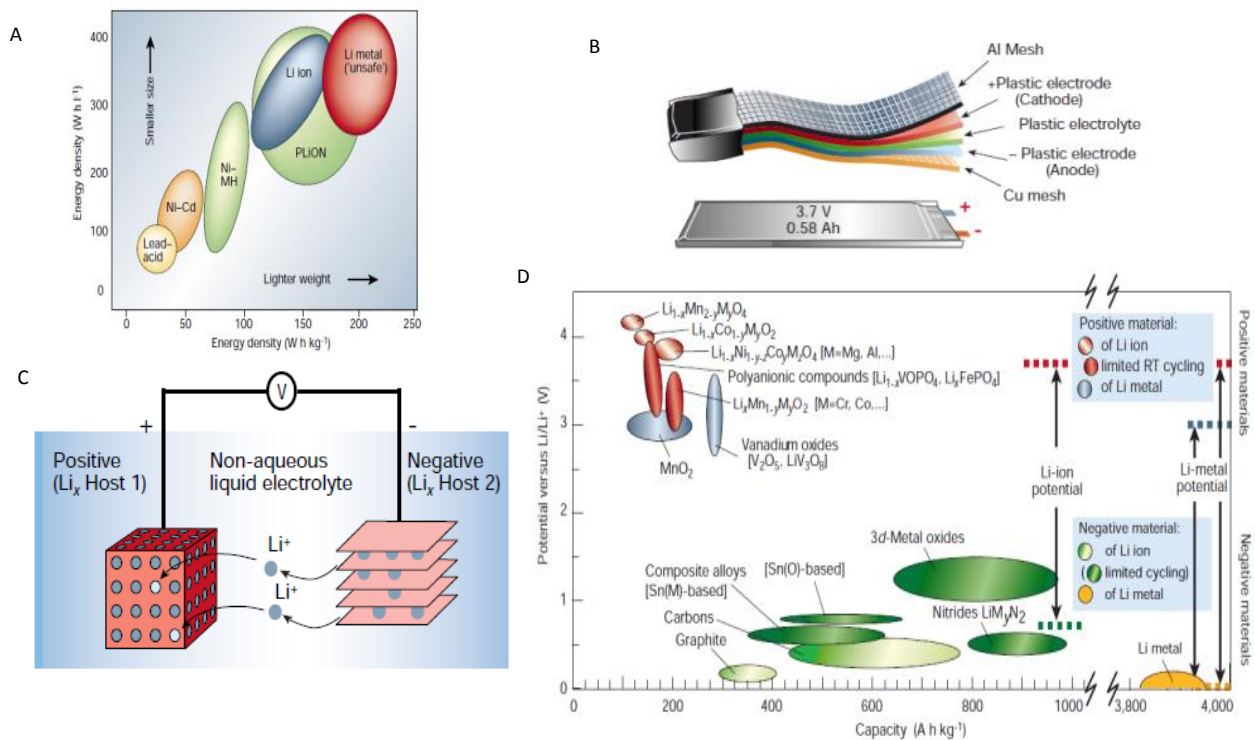 A
Energy density (W h l⁻¹)
Smaller size
400
300
200
100
0
Li ion
Li metal
('unsafe')
PLiON
Ni–
MH
Ni–Cd
Lead–
acid
Lighter weight
0
50
100
150
200
250
Energy density (W h kg⁻¹)
B
Al Mesh
+Plastic electrode
(Cathode)
Plastic electrolyte
– Plastic electrode
(Anode)
Cu mesh
3.7 V
0.58 Ah
+
-
C
V
+
-
Positive
(Liₓ Host 1)
Non-aqueous
liquid electrolyte
Negative
(Liₓ Host 2)
Li⁺
Li⁺
D
Potential versus Li/Li⁺ (V)
4
3
2
1
0
Li₁₋ₓMn₂₋yMyO₄
Li₁₋ₓCo₁₋yMyO₂
Li₁₋ₓNi₁₋y₋zCoyMzO₄ [M=Mg, Al,...]
Polyanionic compounds [Li₁₋ₓVOPO₄, LiₓFePO₄]
LiₓMn₁₋yMyO₂ [M=Cr, Co,...]
Vanadium oxides
[V₂O₅, LiV₃O₈]
MnO₂
Positive material:
of Li ion
limited RT cycling
of Li metal
Li-ion
potential
Li-metal
potential
Negative material:
of Li ion
( limited cycling)
of Li metal
3d-Metal oxides
[Sn(O)-based]
Composite alloys
[Sn(M)-based]
Carbons
Graphite
Nitrides LiMyN₂
Li metal
Positive materials
Negative materials
0
200
400
600
800
1000
3,800
4,000
Capacity (A h kg⁻¹)